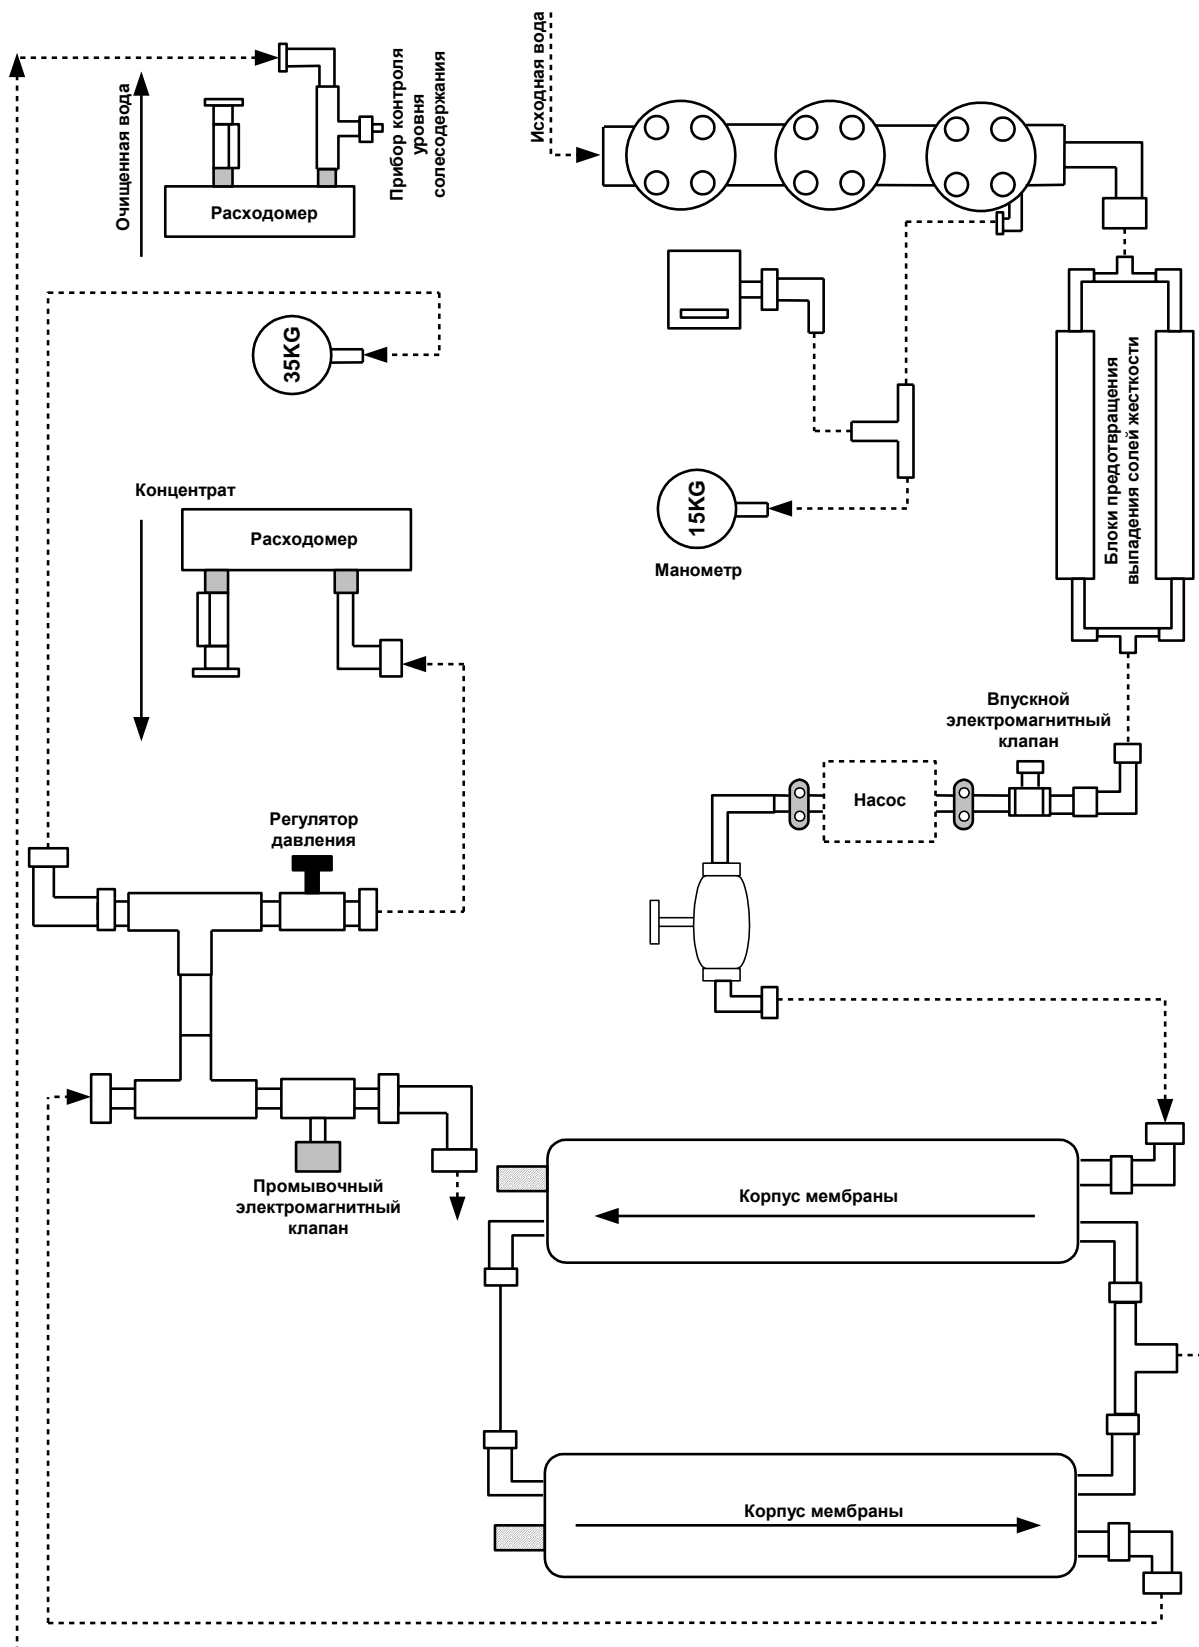 Очищенная вода
Прибор контроля
уровня
солесодержания
Расходомер
Исходная вода
35KG
Блоки предотвращения
выпадения солей жесткости
15KG
Манометр
Концентрат
Расходомер
Впускной
электромагнитный
клапан
Насос
Регулятор
давления
Промывочный
электромагнитный
клапан
Корпус мембраны
Корпус мембраны